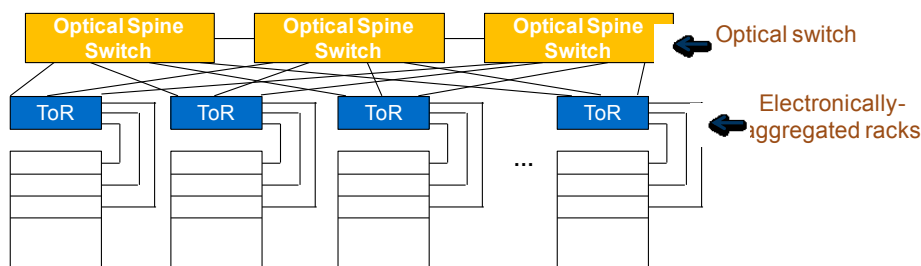 Optical Spine
Switch
Optical Spine
Switch
Optical Spine
Switch
Optical switch
ToR
ToR
ToR
ToR
Electronically-
aggregated racks
...